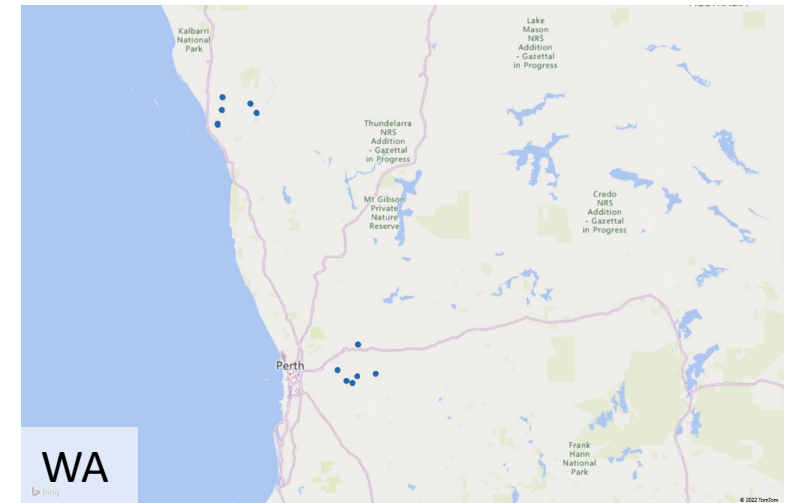 Kalbarri
National
Park
Lake
Mason
NRS
Addition
- Gazettal
in Progress
Thundelarra
NRS
Addition
- Gazettal
in Progress
Mt Gibson
Private
Nature
Reserve
Credo
NRS
Addition
- Gazettal
in Progress
Perth
Frank
Hann
National
Park
WA
bing
© 2022 TomTom